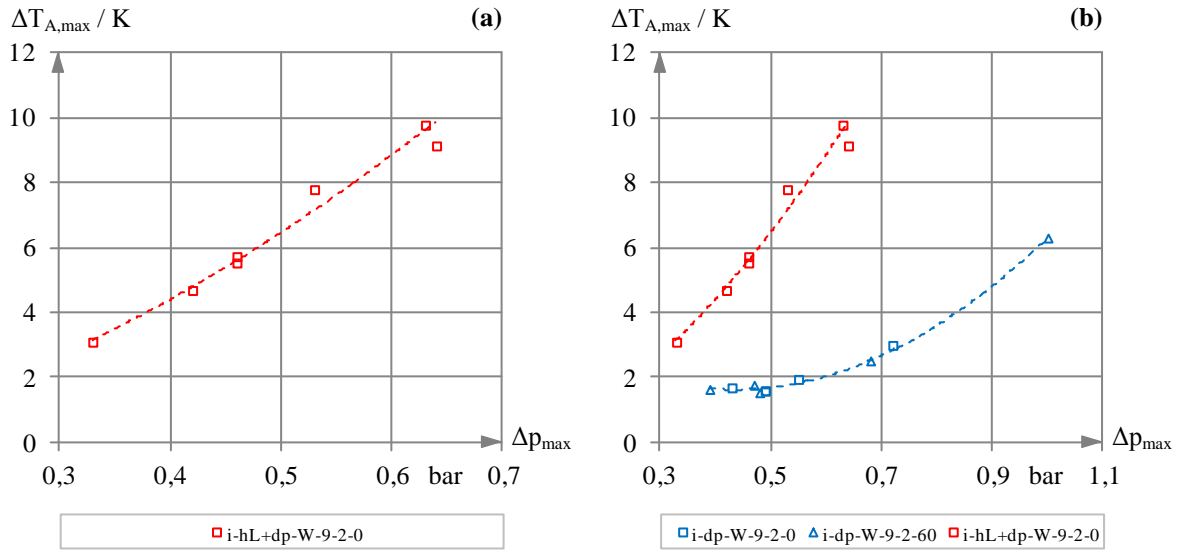 ΔT_A,max / K (a)
12
10
8
6
4
2
0
Δp_max
0,3 0,4 0,5 0,6 bar 0,7
i-hL+dp-W-9-2-0
ΔT_A,max / K (b)
12
10
8
6
4
2
0
Δp_max
0,3 0,5 0,7 0,9 bar 1,1
i-dp-W-9-2-0 i-dp-W-9-2-60 i-hL+dp-W-9-2-0